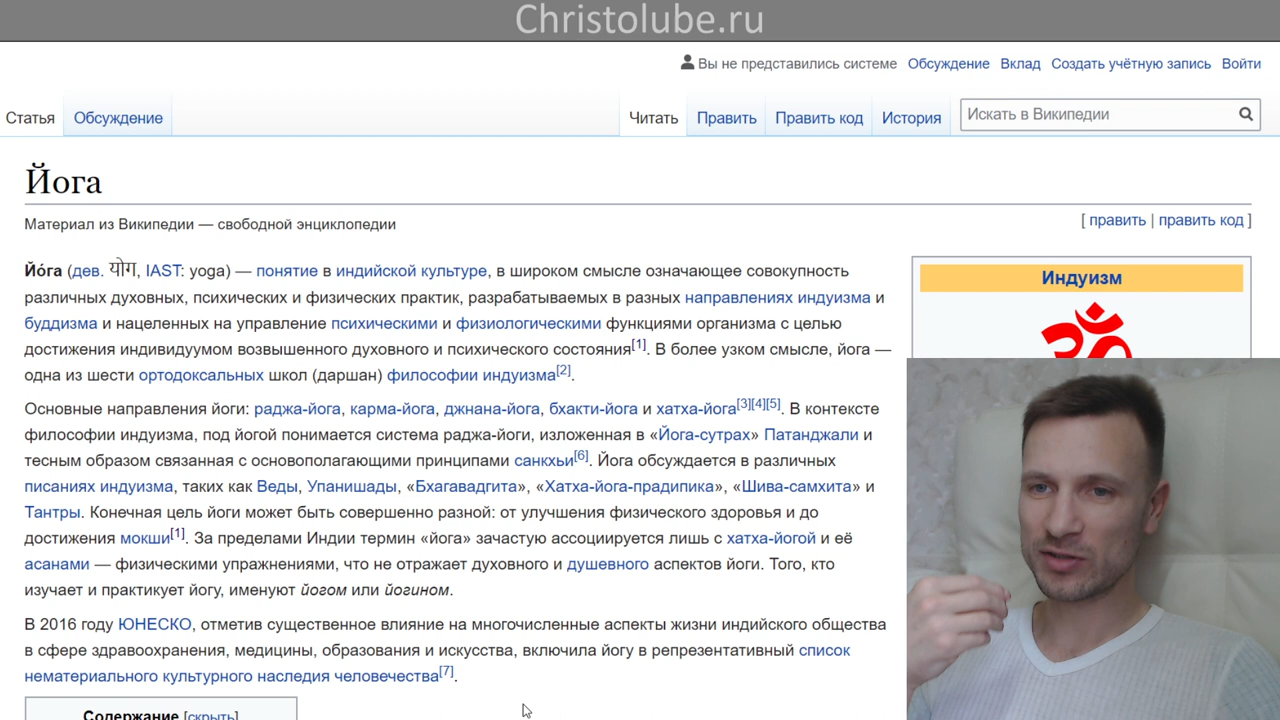 Christolube.ru
Вы не представились системе Обсуждение Вклад Создать учётную запись Войти
Статья Обсуждение Читать Править Править код История Искать в Википедии
Йога
Материал из Википедии — свободной энциклопедии [ править | править код ]
Йо́га (дев. योग, IAST: yoga) — понятие в индийской культуре, в широком смысле означающее совокупность
различных духовных, психических и физических практик, разрабатываемых в разных направлениях индуизма и
буддизма и нацеленных на управление психическими и физиологическими функциями организма с целью
достижения индивидуумом возвышенного духовного и психического состояния[1]. В более узком смысле, йога —
одна из шести ортодоксальных школ (даршан) философии индуизма[2].
Индуизм
ॐ
Основные направления йоги: раджа-йога, карма-йога, джнана-йога, бхакти-йога и хатха-йога[3][4][5]. В контексте
философии индуизма, под йогой понимается система раджа-йоги, изложенная в «Йога-сутрах» Патанджали и
тесным образом связанная с основополагающими принципами санкхьи[6]. Йога обсуждается в различных
писаниях индуизма, таких как Веды, Упанишады, «Бхагавадгита», «Хатха-йога-прадипика», «Шива-самхита» и
Тантры. Конечная цель йоги может быть совершенно разной: от улучшения физического здоровья и до
достижения мокши[1]. За пределами Индии термин «йога» зачастую ассоциируется лишь с хатха-йогой и её
асанами — физическими упражнениями, что не отражает духовного и душевного аспектов йоги. Того, кто
изучает и практикует йогу, именуют йогом или йогином.
В 2016 году ЮНЕСКО, отметив существенное влияние на многочисленные аспекты жизни индийского общества
в сфере здравоохранения, медицины, образования и искусства, включила йогу в репрезентативный список
нематериального культурного наследия человечества[7].
Содержание [скрыть]